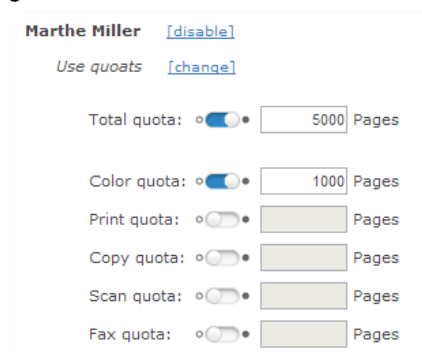 Marthe Miller [disable]
Use quoats [change]
Total quota: 5000 Pages
Color quota: 1000 Pages
Print quota: Pages
Copy quota: Pages
Scan quota: Pages
Fax quota: Pages